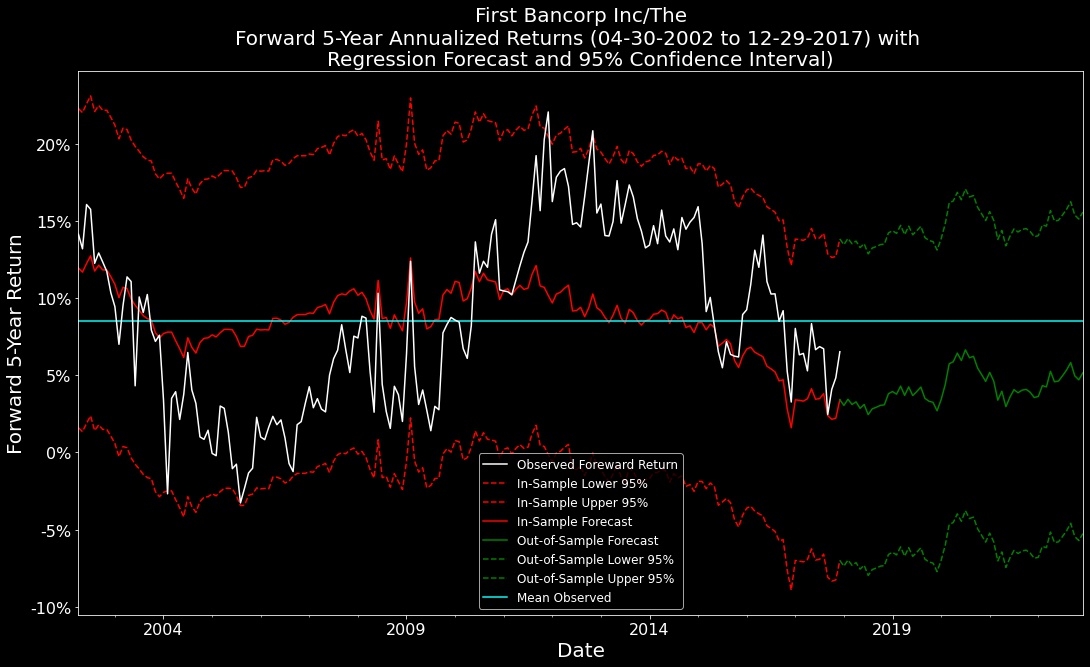 First Bancorp Inc/The
Forward 5-Year Annualized Returns (04-30-2002 to 12-29-2017) with
Regression Forecast and 95% Confidence Interval)
20%
15%
10%
5%
0%
-5%
-10%
Forward 5-Year Return
Observed Foreward Return
In-Sample Lower 95%
In-Sample Upper 95%
In-Sample Forecast
Out-of-Sample Forecast
Out-of-Sample Lower 95%
Out-of-Sample Upper 95%
Mean Observed
2004
2009
2014
2019
Date